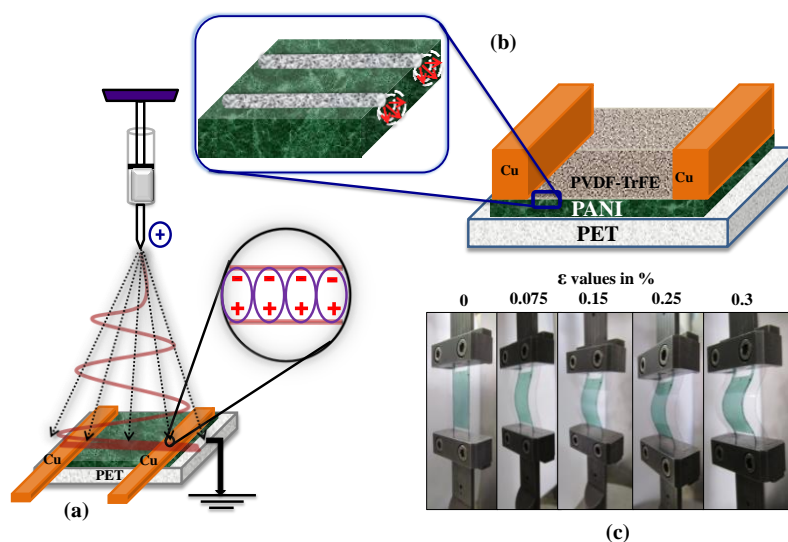 (b)
Cu
Cu
PVDF-TrFE
PANI
PET
+
- - - -
+ + + +
Cu
Cu
PET
(a)
ε values in %
0 0.075 0.15 0.25 0.3
(c)